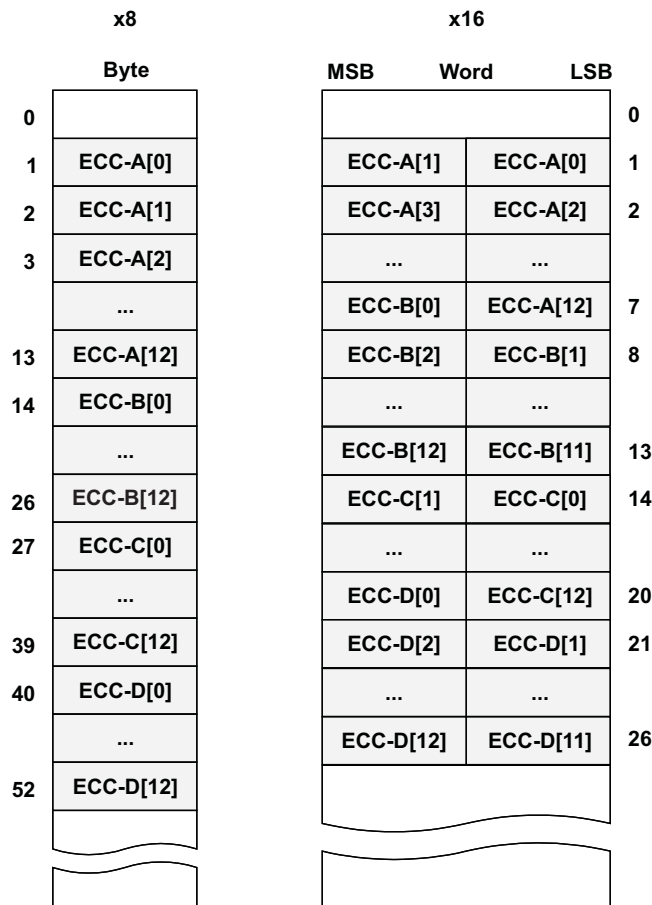 x8 x16
Byte MSB Word LSB
0 0
1 ECC-A[0] ECC-A[1] ECC-A[0] 1
2 ECC-A[1] ECC-A[3] ECC-A[2] 2
3 ECC-A[2] ... ...
... ECC-B[0] ECC-A[12] 7
13 ECC-A[12] ECC-B[2] ECC-B[1] 8
14 ECC-B[0] ... ...
... ECC-B[12] ECC-B[11] 13
26 ECC-B[12] ECC-C[1] ECC-C[0] 14
27 ECC-C[0] ... ...
... ECC-D[0] ECC-C[12] 20
39 ECC-C[12] ECC-D[2] ECC-D[1] 21
40 ECC-D[0] ... ...
... ECC-D[12] ECC-D[11] 26
52 ECC-D[12]